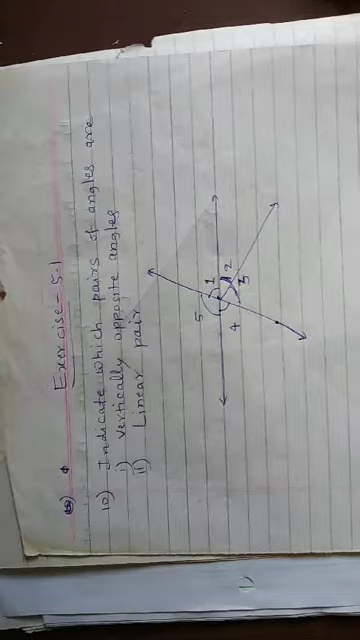 Exercise-5.1
10) Indicate which pairs of angles are
i) Vertically opposite angles
ii) Linear pair
1
2
3
4
5
1)